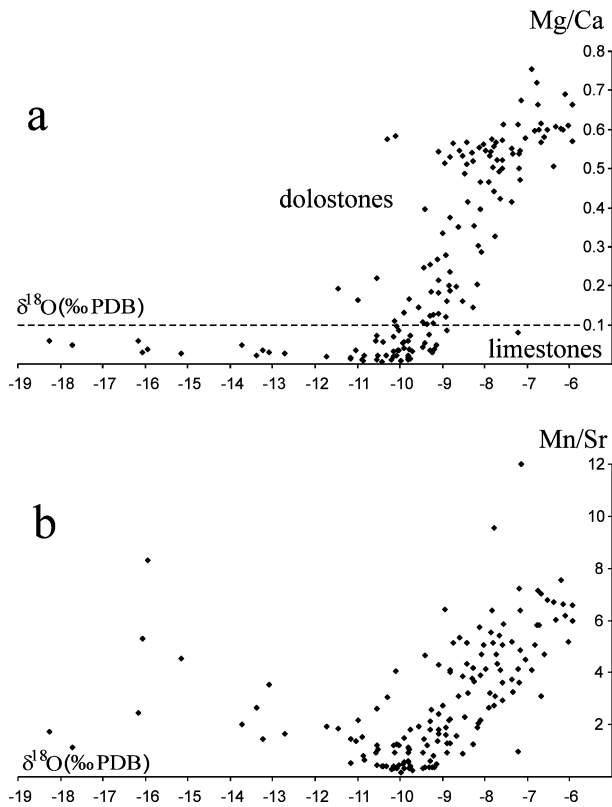 Mg/Ca
0.8
a
0.7
0.6
0.5
dolostones
0.4
0.3
0.2
δ¹⁸O(‰ PDB)
0.1
limestones
-19 -18 -17 -16 -15 -14 -13 -12 -11 -10 -9 -8 -7 -6
Mn/Sr
12
b
10
8
6
4
2
δ¹⁸O(‰ PDB)
-19 -18 -17 -16 -15 -14 -13 -12 -11 -10 -9 -8 -7 -6